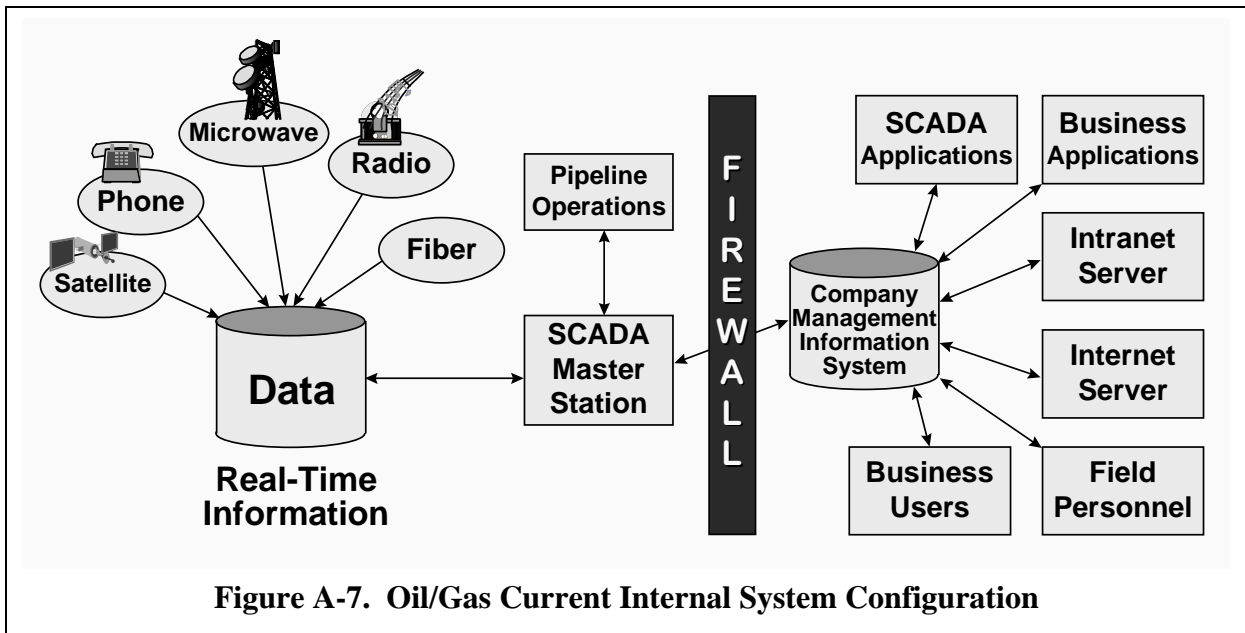 Microwave
Radio
Phone
Fiber
Satellite
Data
Real-Time
Information
Pipeline
Operations
SCADA
Master
Station
FIREWALL
SCADA
Applications
Business
Applications
Intranet
Server
Company
Management
Information
System
Internet
Server
Business
Users
Field
Personnel
Figure A-7. Oil/Gas Current Internal System Configuration